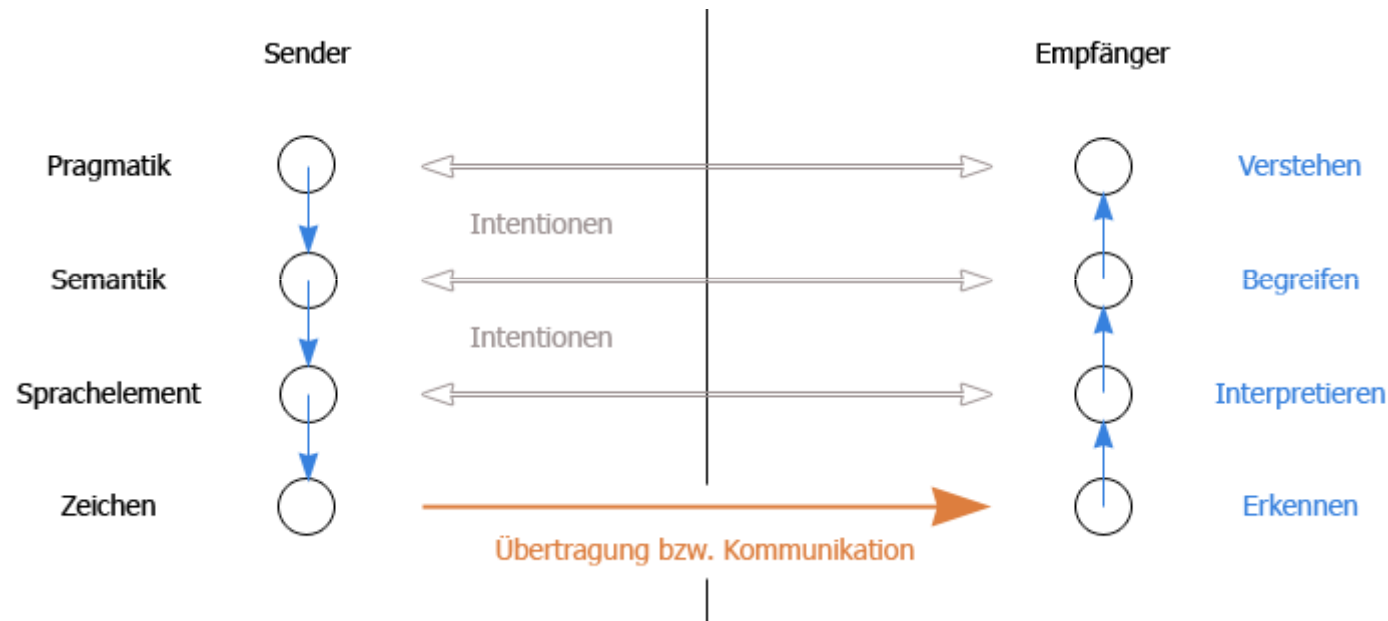 Sender Empfänger
Pragmatik Verstehen
Intentionen
Semantik Begreifen
Intentionen
Sprachelement Interpretieren
Zeichen Erkennen
Übertragung bzw. Kommunikation